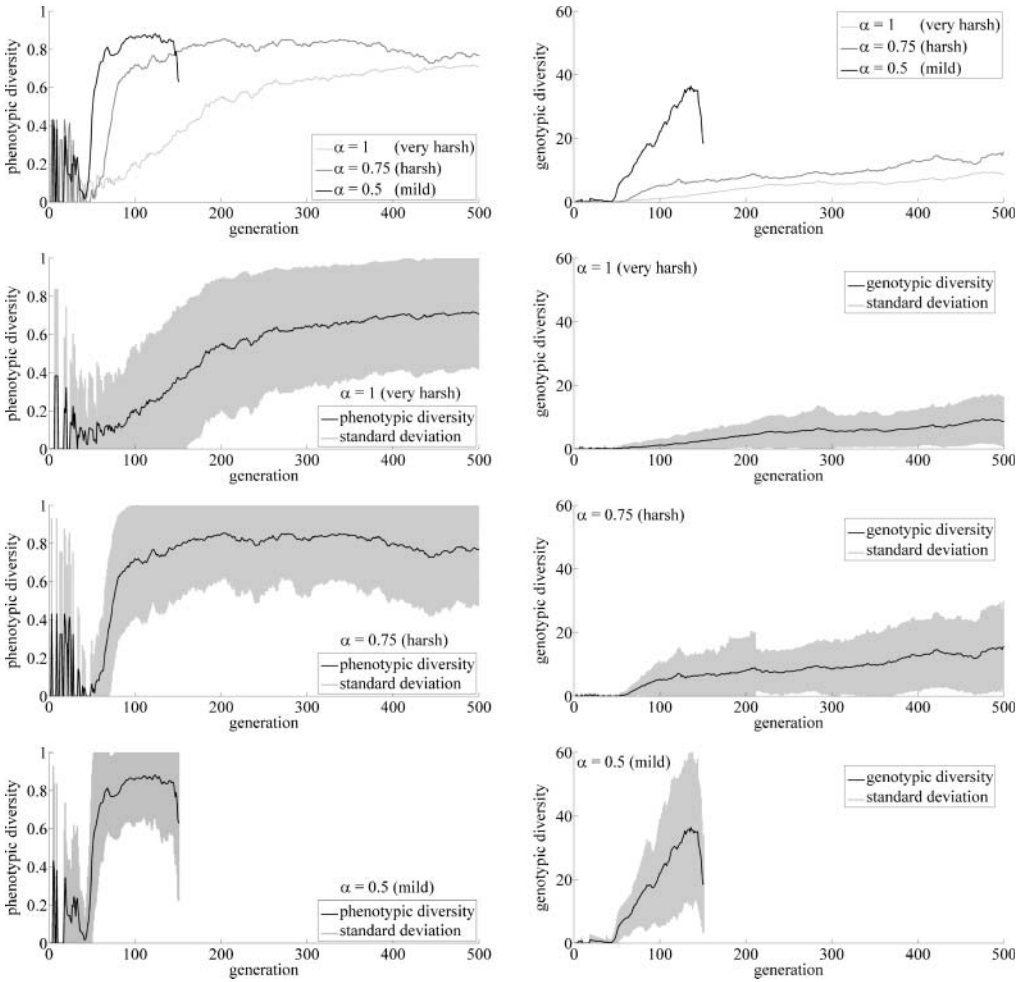 phenotypic diversity
1
0.8
0.6
0.4
0.2
0
0 100 200 300 400 500
generation
α = 1 (very harsh)
α = 0.75 (harsh)
α = 0.5 (mild)
genotypic diversity
60
40
20
0
0 100 200 300 400 500
generation
α = 1 (very harsh)
α = 0.75 (harsh)
α = 0.5 (mild)
phenotypic diversity
1
0.8
0.6
0.4
0.2
0
0 100 200 300 400 500
generation
α = 1 (very harsh)
phenotypic diversity
standard deviation
genotypic diversity
60
40
20
0
0 100 200 300 400 500
generation
α = 1 (very harsh)
genotypic diversity
standard deviation
phenotypic diversity
1
0.8
0.6
0.4
0.2
0
0 100 200 300 400 500
generation
α = 0.75 (harsh)
phenotypic diversity
standard deviation
genotypic diversity
60
40
20
0
0 100 200 300 400 500
generation
α = 0.75 (harsh)
genotypic diversity
standard deviation
phenotypic diversity
1
0.8
0.6
0.4
0.2
0
0 100 200 300 400 500
generation
α = 0.5 (mild)
phenotypic diversity
standard deviation
genotypic diversity
60
40
20
0
0 100 200 300 400 500
generation
α = 0.5 (mild)
genotypic diversity
standard deviation